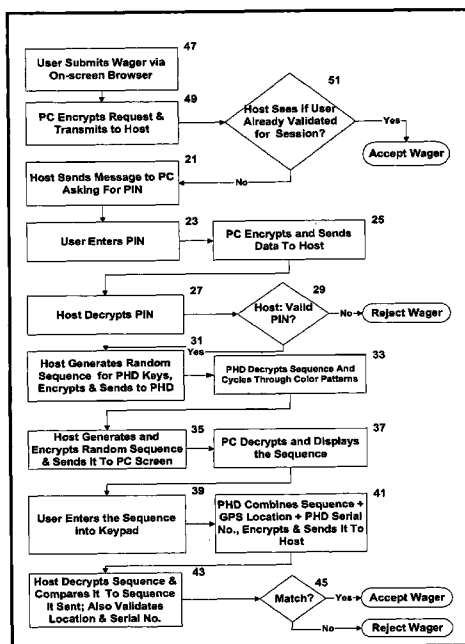 47
User Submits Wager via
On-screen Browser
49
PC Encrypts Request &
Transmits to Host
51
Host Sees if User
Already Validated
for Session?
Yes
Accept Wager
No
21
Host Sends Message to PC
Asking For PIN
23
User Enters PIN
25
PC Encrypts and Sends
Data To Host
27
Host Decrypts PIN
29
Host: Valid
PIN?
No
Reject Wager
Yes
31
Host Generates Random
Sequence for PHD Keys,
Encrypts & Sends to PHD
33
PHD Decrypts Sequence And
Cycles Through Color Patterns
35
Host Generates and
Encrypts Random Sequence
& Sends It To PC Screen
37
PC Decrypts and Displays
the Sequence
39
User Enters the Sequence
into Keypad
41
PHD Combines Sequence +
GPS Location + PHD Serial
No., Encrypts & Sends It To
Host
43
Host Decrypts Sequence &
Compares It To Sequence
It Sent; Also Validates
Location & Serial No.
45
Match?
Yes
Accept Wager
No
Reject Wager